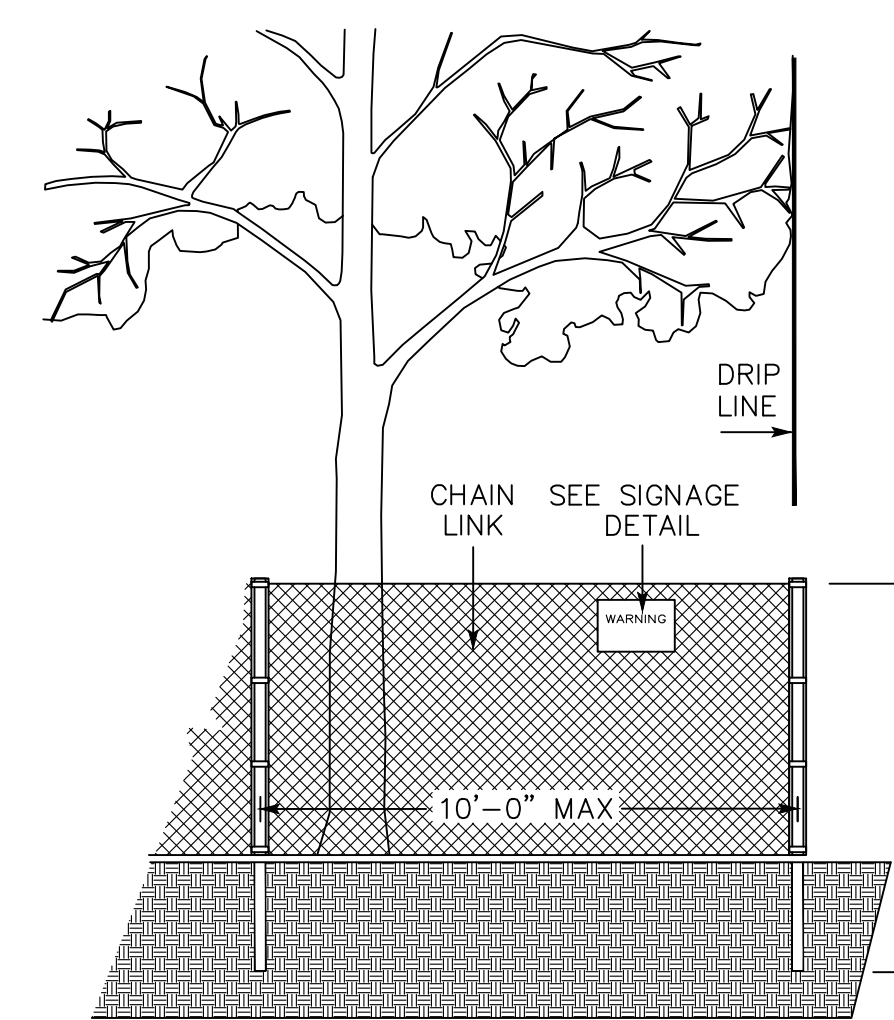 DRIP
LINE
CHAIN
LINK
SEE SIGNAGE
DETAIL
WARNING
10'-0" MAX